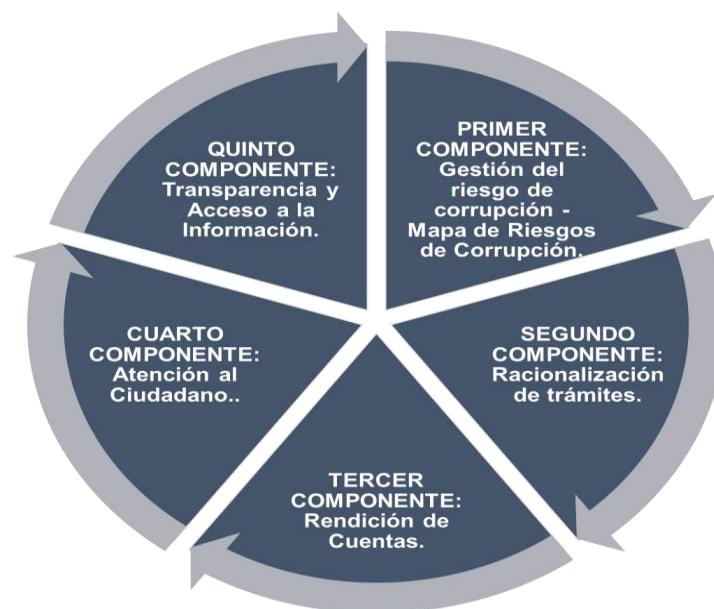 PRIMER
COMPONENTE:
Gestión del
riesgo de
corrupción -
Mapa de Riesgos
de Corrupción.
SEGUNDO
COMPONENTE:
Racionalización
de trámites.
TERCER
COMPONENTE:
Rendición de
Cuentas.
CUARTO
COMPONENTE:
Atención al
Ciudadano..
QUINTO
COMPONENTE:
Transparencia y
Acceso a la
Información.